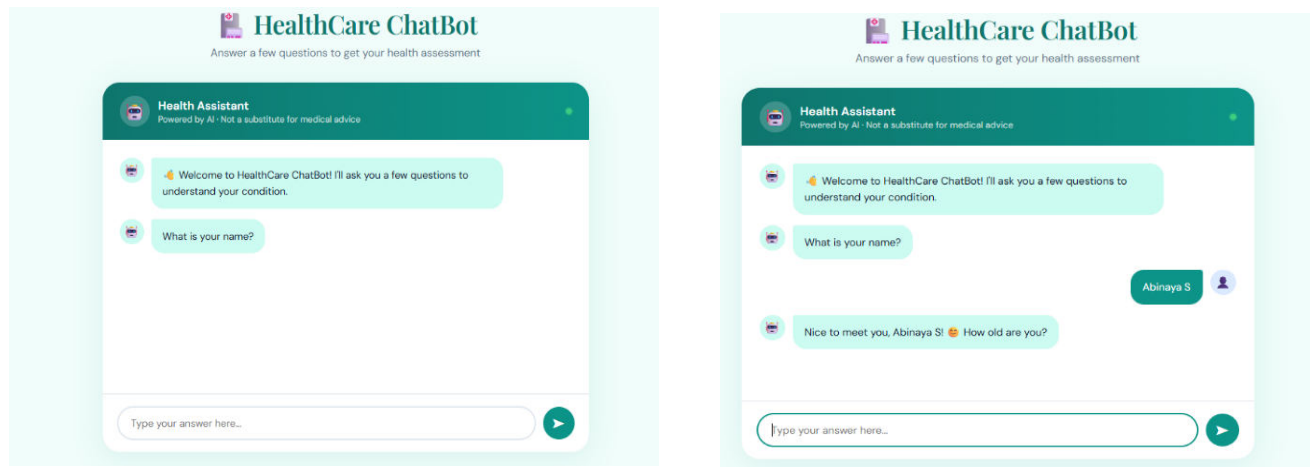 HealthCare ChatBot
Answer a few questions to get your health assessment
Health Assistant
Powered by AI · Not a substitute for medical advice
👋 Welcome to HealthCare ChatBot! I'll ask you a few questions to
understand your condition.
What is your name?
Type your answer here...
HealthCare ChatBot
Answer a few questions to get your health assessment
Health Assistant
Powered by AI · Not a substitute for medical advice
👋 Welcome to HealthCare ChatBot! I'll ask you a few questions to
understand your condition.
What is your name?
Abinaya S
Nice to meet you, Abinaya S! 😊 How old are you?
Type your answer here...